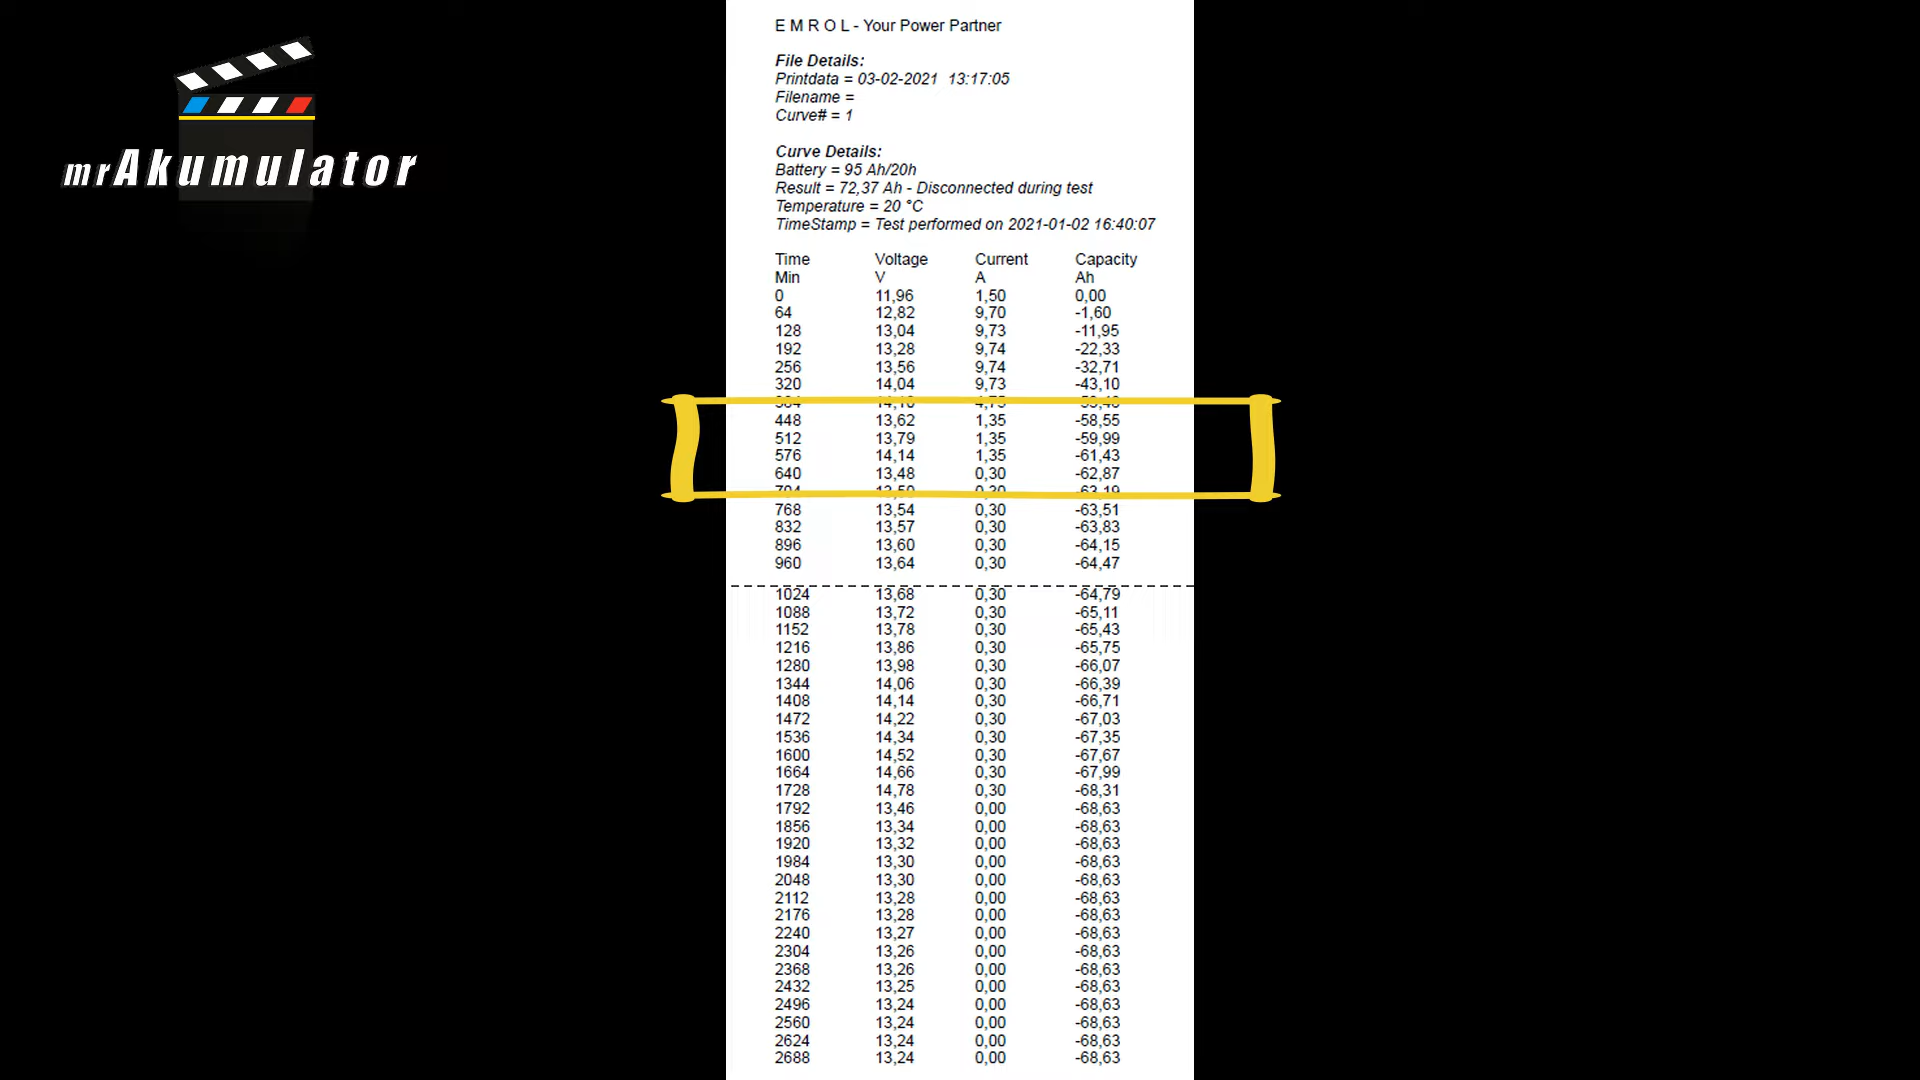 E M R O L - Your Power Partner
File Details:
Printdata = 03-02-2021 13:17:05
Filename =
Curve# = 1
Curve Details:
Battery = 95 Ah/20h
Result = 72,37 Ah - Disconnected during test
Temperature = 20 °C
TimeStamp = Test performed on 2021-01-02 16:40:07
mrAkumulator
Time Voltage Current Capacity
Min V A Ah
0 11,96 1,50 0,00
64 12,82 9,70 -1,60
128 13,04 9,73 -11,95
192 13,28 9,74 -22,33
256 13,56 9,74 -32,71
320 14,04 9,73 -43,10
448 13,62 1,35 -58,55
512 13,79 1,35 -59,99
576 14,14 1,35 -61,43
640 13,48 0,30 -62,87
704 13,50 0,30 -63,19
768 13,54 0,30 -63,51
832 13,57 0,30 -63,83
896 13,60 0,30 -64,15
960 13,64 0,30 -64,47
1024 13,68 0,30 -64,79
1088 13,72 0,30 -65,11
1152 13,78 0,30 -65,43
1216 13,86 0,30 -65,75
1280 13,98 0,30 -66,07
1344 14,06 0,30 -66,39
1408 14,14 0,30 -66,71
1472 14,22 0,30 -67,03
1536 14,34 0,30 -67,35
1600 14,52 0,30 -67,67
1664 14,66 0,30 -67,99
1728 14,78 0,30 -68,31
1792 13,46 0,00 -68,63
1856 13,34 0,00 -68,63
1920 13,32 0,00 -68,63
1984 13,30 0,00 -68,63
2048 13,30 0,00 -68,63
2112 13,28 0,00 -68,63
2176 13,28 0,00 -68,63
2240 13,27 0,00 -68,63
2304 13,26 0,00 -68,63
2368 13,26 0,00 -68,63
2432 13,25 0,00 -68,63
2496 13,24 0,00 -68,63
2560 13,24 0,00 -68,63
2624 13,24 0,00 -68,63
2688 13,24 0,00 -68,63